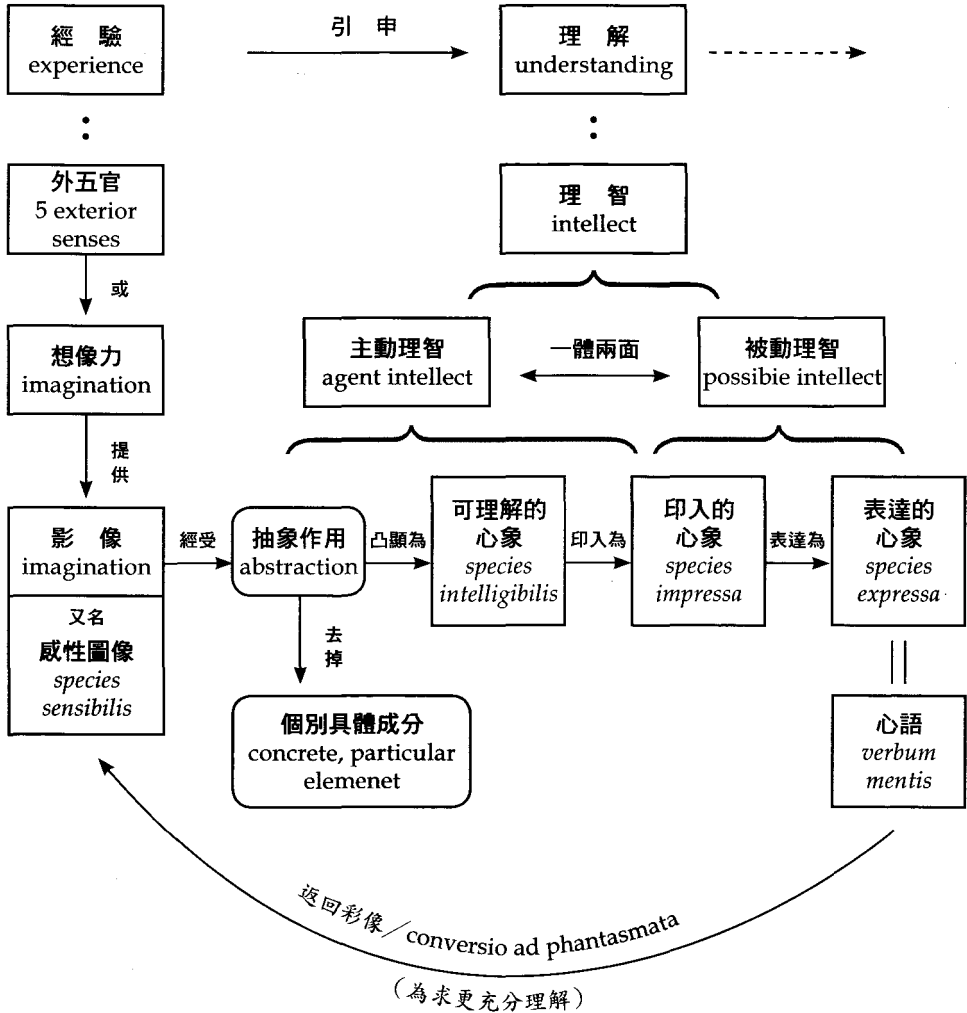 經 驗
experience
引 申
理 解
understanding
外五官
5 exterior
senses
理 智
intellect
或
想像力
imagination
主動理智
agent intellect
一體兩面
被動理智
possibie intellect
提
供
影 像
imagination
經受
抽象作用
abstraction
凸顯為
可理解的
心象
species
intelligibilis
印入為
印入的
心象
species
impressa
表達為
表達的
心象
species
expressa
又名
感性圖像
species
sensibilis
去
掉
個別具體成分
concrete, particular
elemenet
心語
verbum
mentis
返回彩像/conversio ad phantasmata
(為求更充分理解)